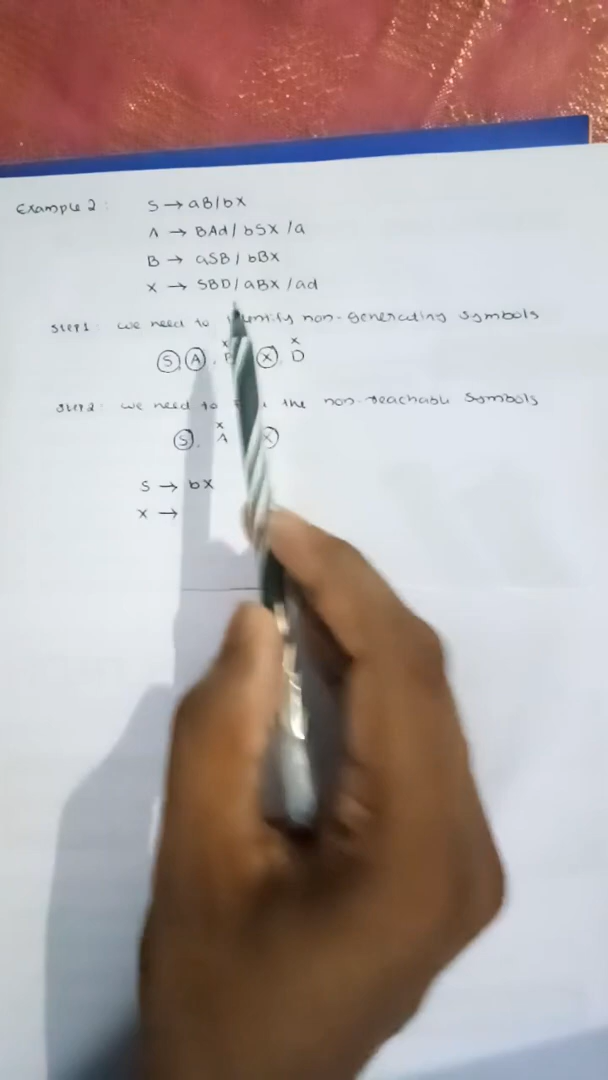 Example 2: S → aB/bX
A → BAd/ bSX /a
B → aSB/ bBX
X → SBD/ aBX /ad
Step1: we need to identify non-generating symbols
x x
S, A, B X, D
Step2: we need to the non-reachable symbols
x
S, A X
S → bX
X →